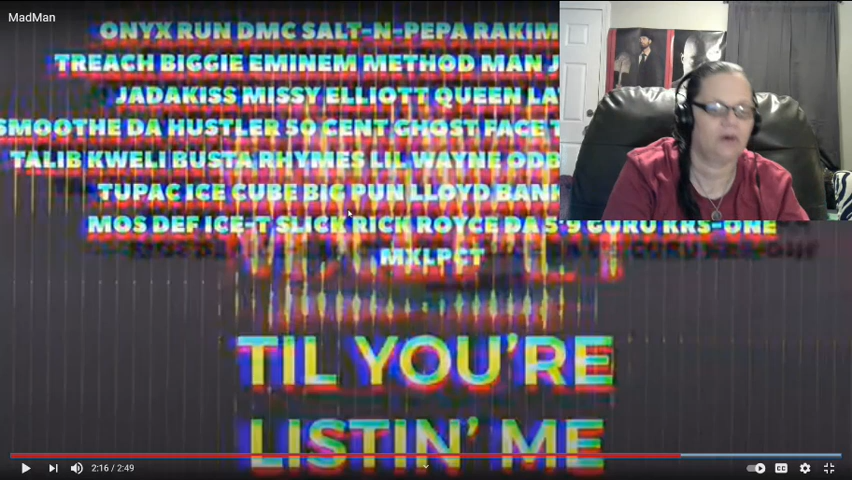 MadMan
ONYX RUN DMC SALT-N-PEPA RAKIM
TREACH BIGGIE EMINEM METHOD MAN J
JADAKISS MISSY ELLIOTT QUEEN LA
SMOOTHE DA HUSTLER 50 CENT GHOST FACE
TALIB KWELI BUSTA RHYMES LIL WAYNE ODB
TUPAC ICE CUBE BIG PUN LLOYD BAN
MOS DEF ICE-T SLICK RICK ROYCE DA 5'9 GURU KRS-ONE
MXLPCT
TIL YOU'RE
LISTIN' ME
2:16 / 2:49
CC